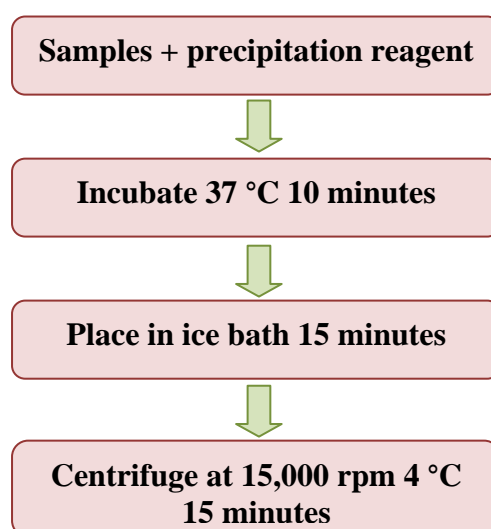 Samples + precipitation reagent
Incubate 37 °C 10 minutes
Place in ice bath 15 minutes
Centrifuge at 15,000 rpm 4 °C
15 minutes